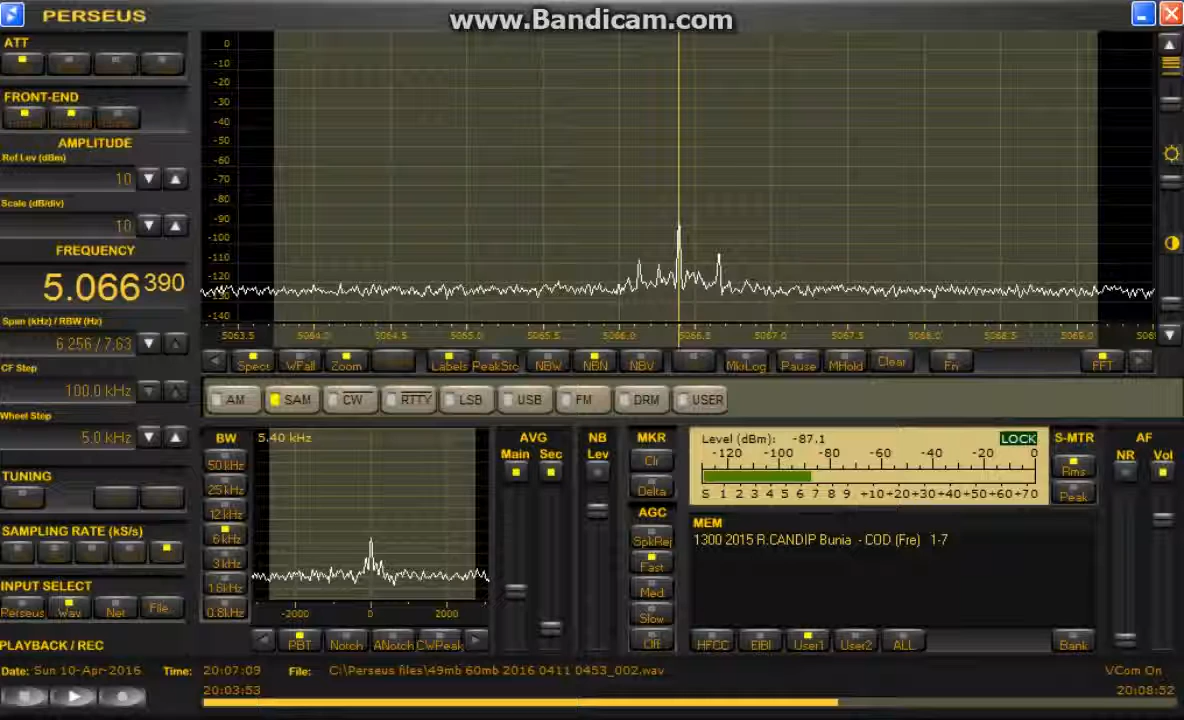 www.Bandicam.com
PERSEUS
ATT
FRONT-END
AMPLITUDE
Ref Lev (dBm)
10
Scale (dB/div)
10
FREQUENCY
5.066390
Span (kHz) / RBW (Hz)
6.256 / 7.63
CF Step
100.0 kHz
Wheel Step
5.0 kHz
TUNING
SAMPLING RATE (kS/s)
INPUT SELECT
Perseus Wav Net File
PLAYBACK / REC
0
-10
-20
-30
-40
-50
-60
-70
-80
-90
-100
-110
-120
-130
-140
5063.5 5064.0 5064.5 5065.0 5065.5 5066.0 5066.5 5067.0 5067.5 5068.0 5068.5 5069.0
Spect WFall Zoom Labels PeakSrc NBW NBN NBV MkrLog Pause MHold Clear Fn FFT
AM SAM CW RTTY LSB USB FM DRM USER
BW
50 kHz
25 kHz
12 kHz
6 kHz
3 kHz
1.6 kHz
0.8kHz
5.40 kHz
-2000 0 2000
PBT Notch ANotch CWPeak
AVG
Main Sec
NB
Lev
MKR
Clr
Delta
AGC
SpkRej
Fast
Med
Slow
Off
Level (dBm): -87.1 LOCK
-120 -100 -80 -60 -40 -20 0
S 1 2 3 4 5 6 7 8 9 +10+20+30+40+50+60+70
S-MTR
Rms
Peak
AF
NR Vol
MEM
1300 2015 R.CANDIP Bunia - COD (Fre) 1-7
HFCC EIBI User1 User2 ALL Bank
Date: Sun 10-Apr-2016 Time: 20:07:09 File: C:\Perseus files\49mb 60mb 2016 0411 0453_002.wav VCom On
20:03:53 20:08:52